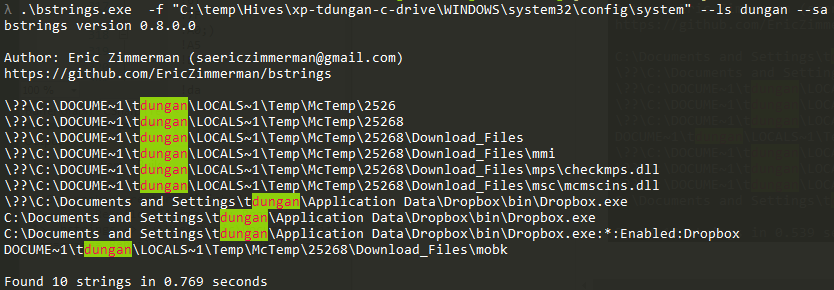 λ .\bstrings.exe  -f "C:\temp\Hives\xp-tdungan-c-drive\WINDOWS\system32\config\system" --ls dungan --sa
bstrings version 0.8.0.0
Author: Eric Zimmerman (saericzimmerman@gmail.com)
https://github.com/EricZimmerman/bstrings
\??\C:\DOCUME~1\tdungan\LOCALS~1\Temp\McTemp\2526
\??\C:\DOCUME~1\tdungan\LOCALS~1\Temp\McTemp\25268
\??\C:\DOCUME~1\tdungan\LOCALS~1\Temp\McTemp\25268\Download_Files
\??\C:\DOCUME~1\tdungan\LOCALS~1\Temp\McTemp\25268\Download_Files\mmi
\??\C:\DOCUME~1\tdungan\LOCALS~1\Temp\McTemp\25268\Download_Files\mps\checkmps.dll
\??\C:\DOCUME~1\tdungan\LOCALS~1\Temp\McTemp\25268\Download_Files\msc\mcmscins.dll
\??\C:\Documents and Settings\tdungan\Application Data\Dropbox\bin\Dropbox.exe
C:\Documents and Settings\tdungan\Application Data\Dropbox\bin\Dropbox.exe
C:\Documents and Settings\tdungan\Application Data\Dropbox\bin\Dropbox.exe:*:Enabled:Dropbox
DOCUME~1\tdungan\LOCALS~1\Temp\McTemp\25268\Download_Files\mobk
Found 10 strings in 0.769 seconds